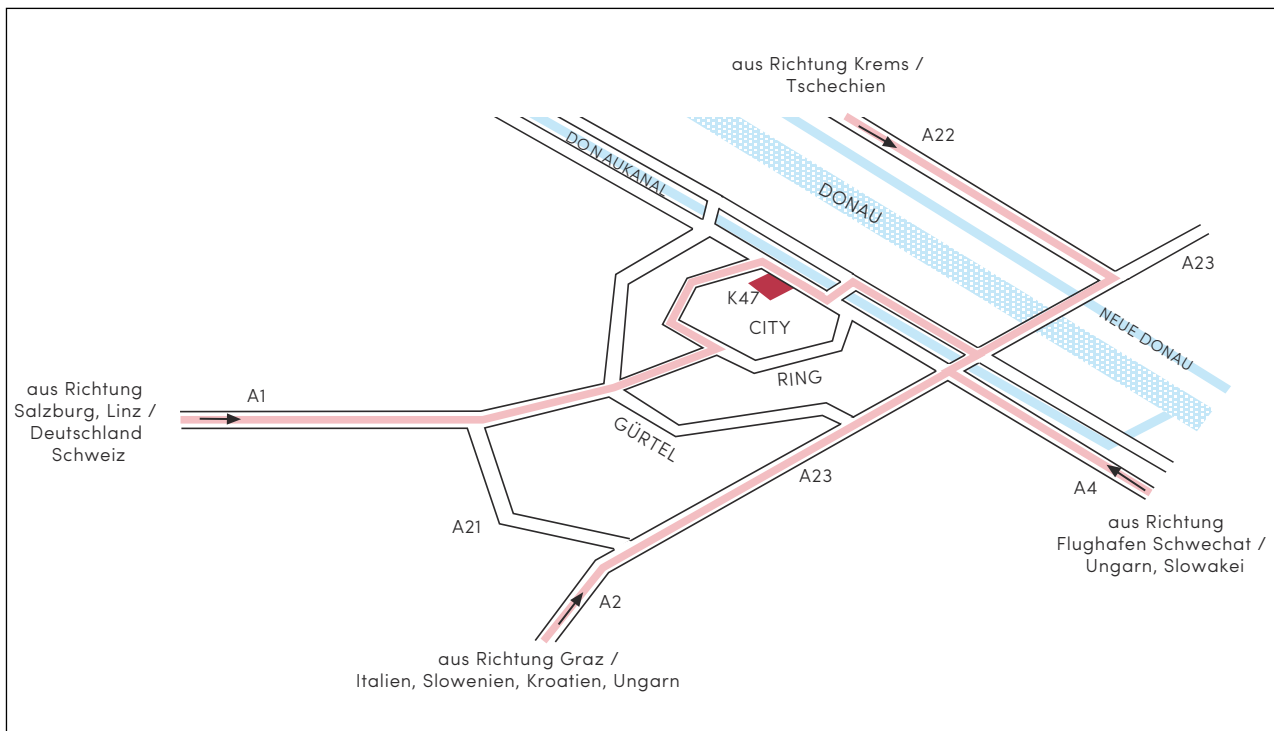 aus Richtung Krems /
Tschechien
A22
DONAUKANAL
DONAU
A23
K47
CITY
NEUE DONAU
RING
aus Richtung
Salzburg, Linz /
Deutschland
Schweiz
A1
GÜRTEL
A23
A4
A21
aus Richtung
Flughafen Schwechat /
Ungarn, Slowakei
A2
aus Richtung Graz /
Italien, Slowenien, Kroatien, Ungarn